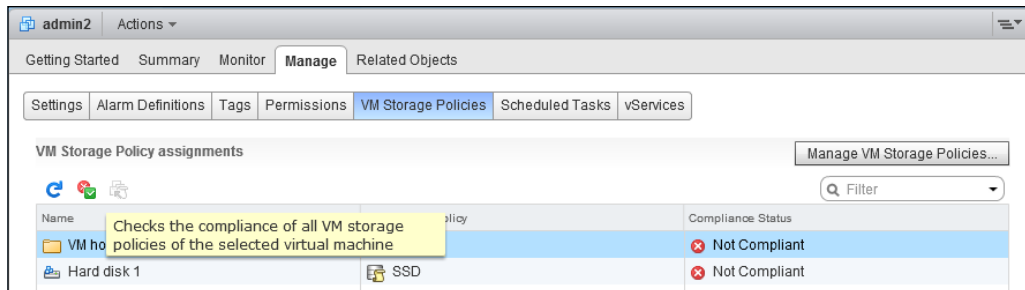 admin2 Actions
Getting Started Summary Monitor Manage Related Objects
Settings Alarm Definitions Tags Permissions VM Storage Policies Scheduled Tasks vServices
VM Storage Policy assignments Manage VM Storage Policies...
Filter
Name Compliance Status
Checks the compliance of all VM storage
policies of the selected virtual machine
VM ho Not Compliant
Hard disk 1 SSD Not Compliant